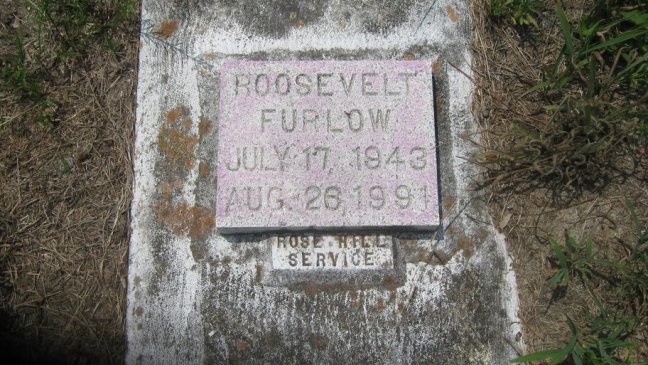 ROOSEVELT
FURLOW
JULY 17, 1943
AUG. 26, 1991
ROSE HILL
SERVICE